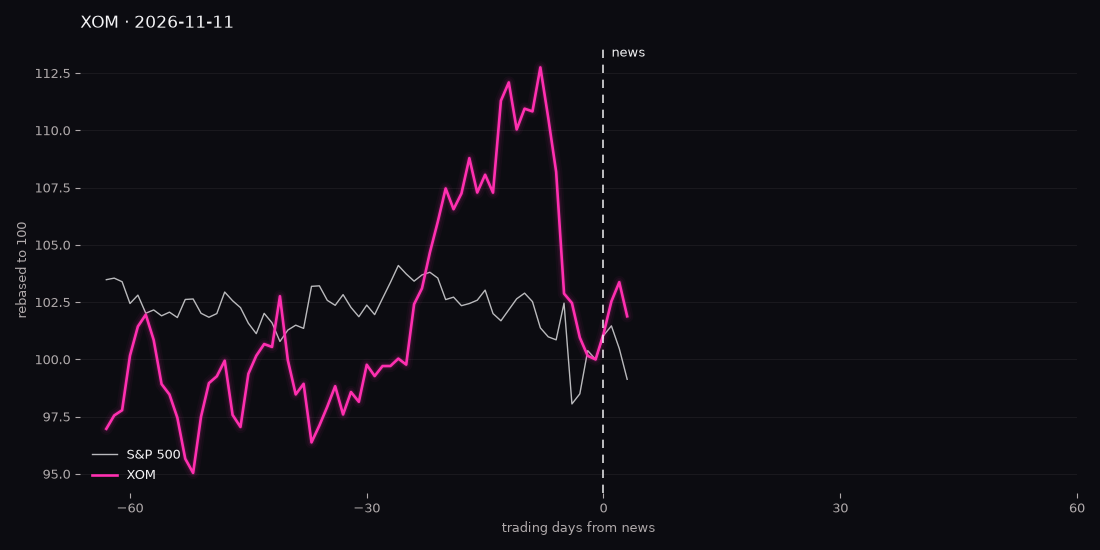 XOM · 2026-11-11
news
112.5
110.0
107.5
105.0
102.5
100.0
97.5
95.0
rebased to 100
S&P 500
XOM
−60
−30
0
30
60
trading days from news